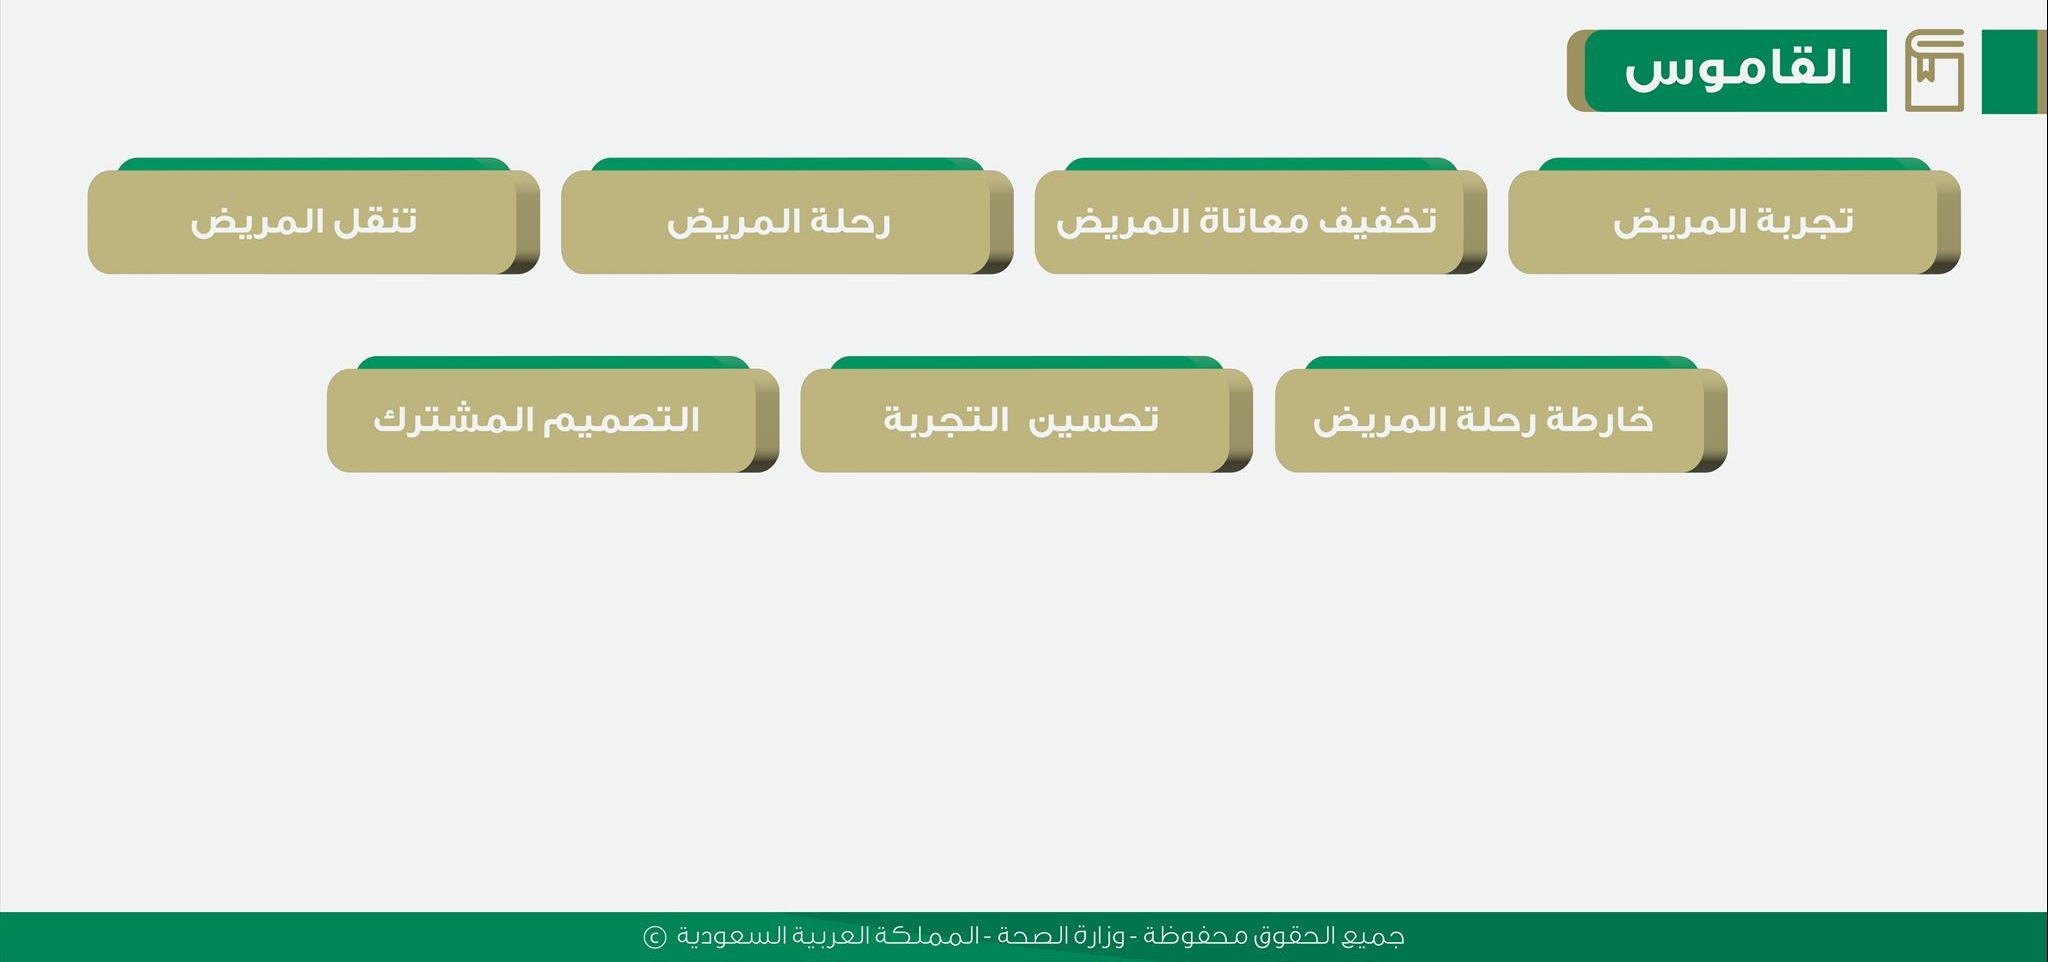 القاموس
تجربة المريض
تخفيف معاناة المريض
رحلة المريض
تنقل المريض
خارطة رحلة المريض
تحسين التجربة
التصميم المشترك
جميع الحقوق محفوظة - وزارة الصحة - المملكة العربية السعودية ©